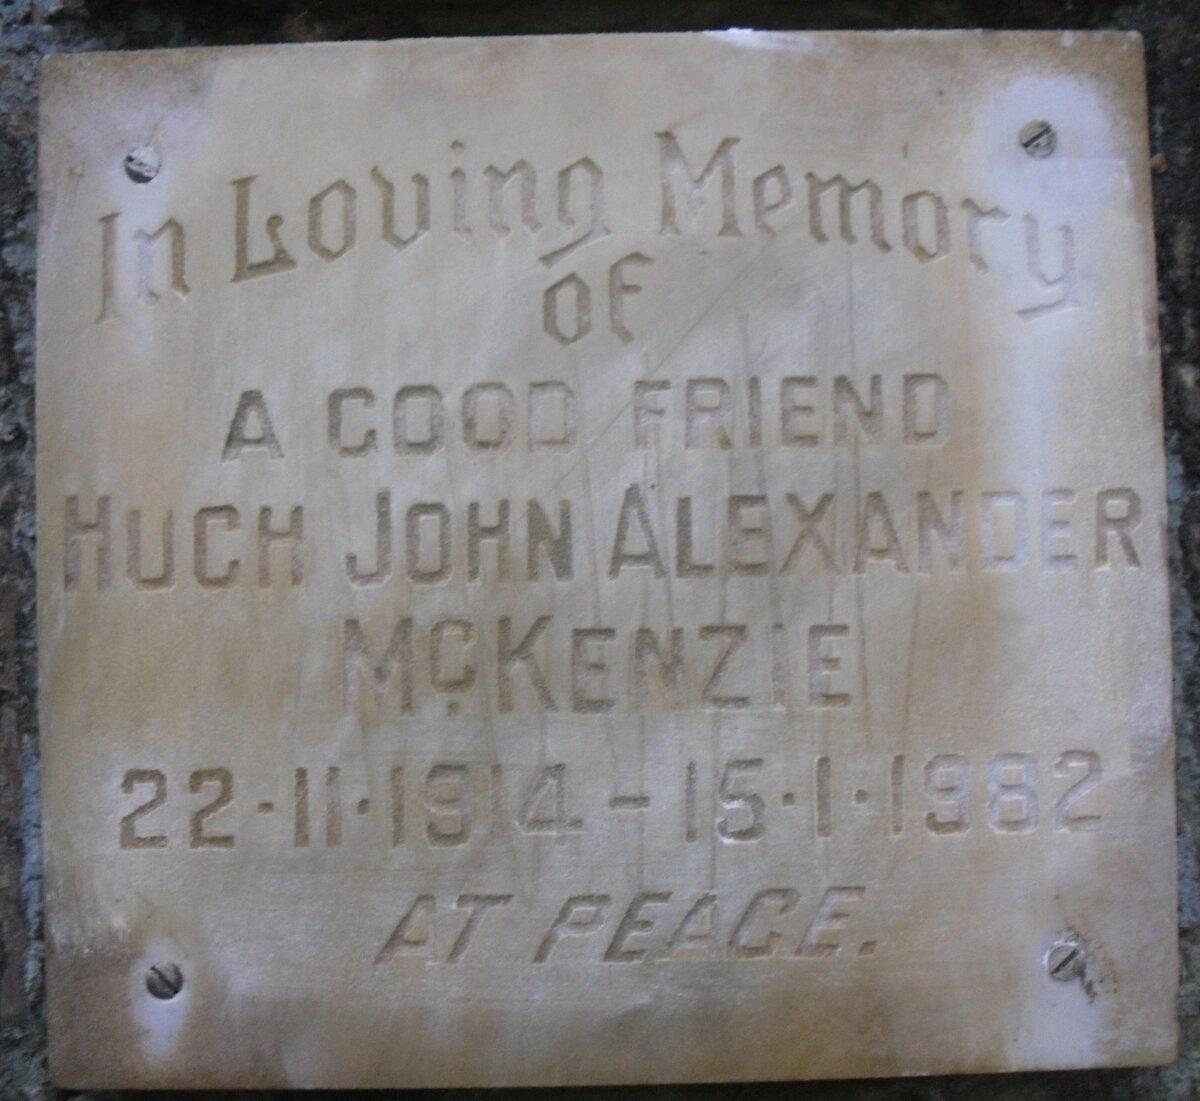 In Loving Memory
of
A GOOD FRIEND
HUGH JOHN ALEXANDER
McKENZIE
22·11·1914 – 15·1·1982
AT PEACE.